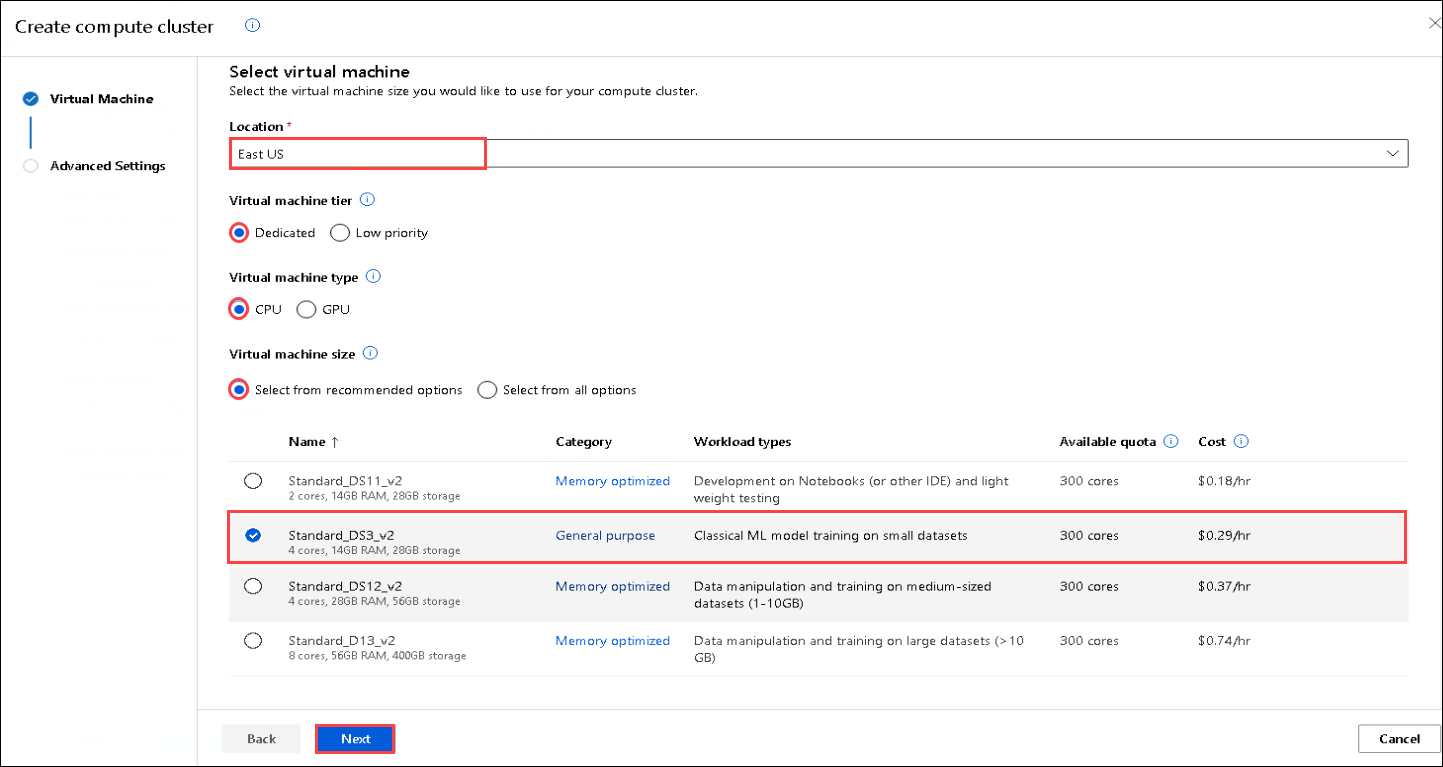 Create compute cluster
Virtual Machine
Advanced Settings
Select virtual machine
Select the virtual machine size you would like to use for your compute cluster.
Location *
East US
Virtual machine tier
Dedicated Low priority
Virtual machine type
CPU GPU
Virtual machine size
Select from recommended options Select from all options
Name ↑ Category Workload types Available quota Cost
Standard_DS11_v2 Memory optimized Development on Notebooks (or other IDE) and light 300 cores $0.18/hr
2 cores, 14GB RAM, 28GB storage weight testing
Standard_DS3_v2 General purpose Classical ML model training on small datasets 300 cores $0.29/hr
4 cores, 14GB RAM, 28GB storage
Standard_DS12_v2 Memory optimized Data manipulation and training on medium-sized 300 cores $0.37/hr
4 cores, 28GB RAM, 56GB storage datasets (1-10GB)
Standard_D13_v2 Memory optimized Data manipulation and training on large datasets (>10 300 cores $0.74/hr
8 cores, 56GB RAM, 400GB storage GB)
Back Next Cancel